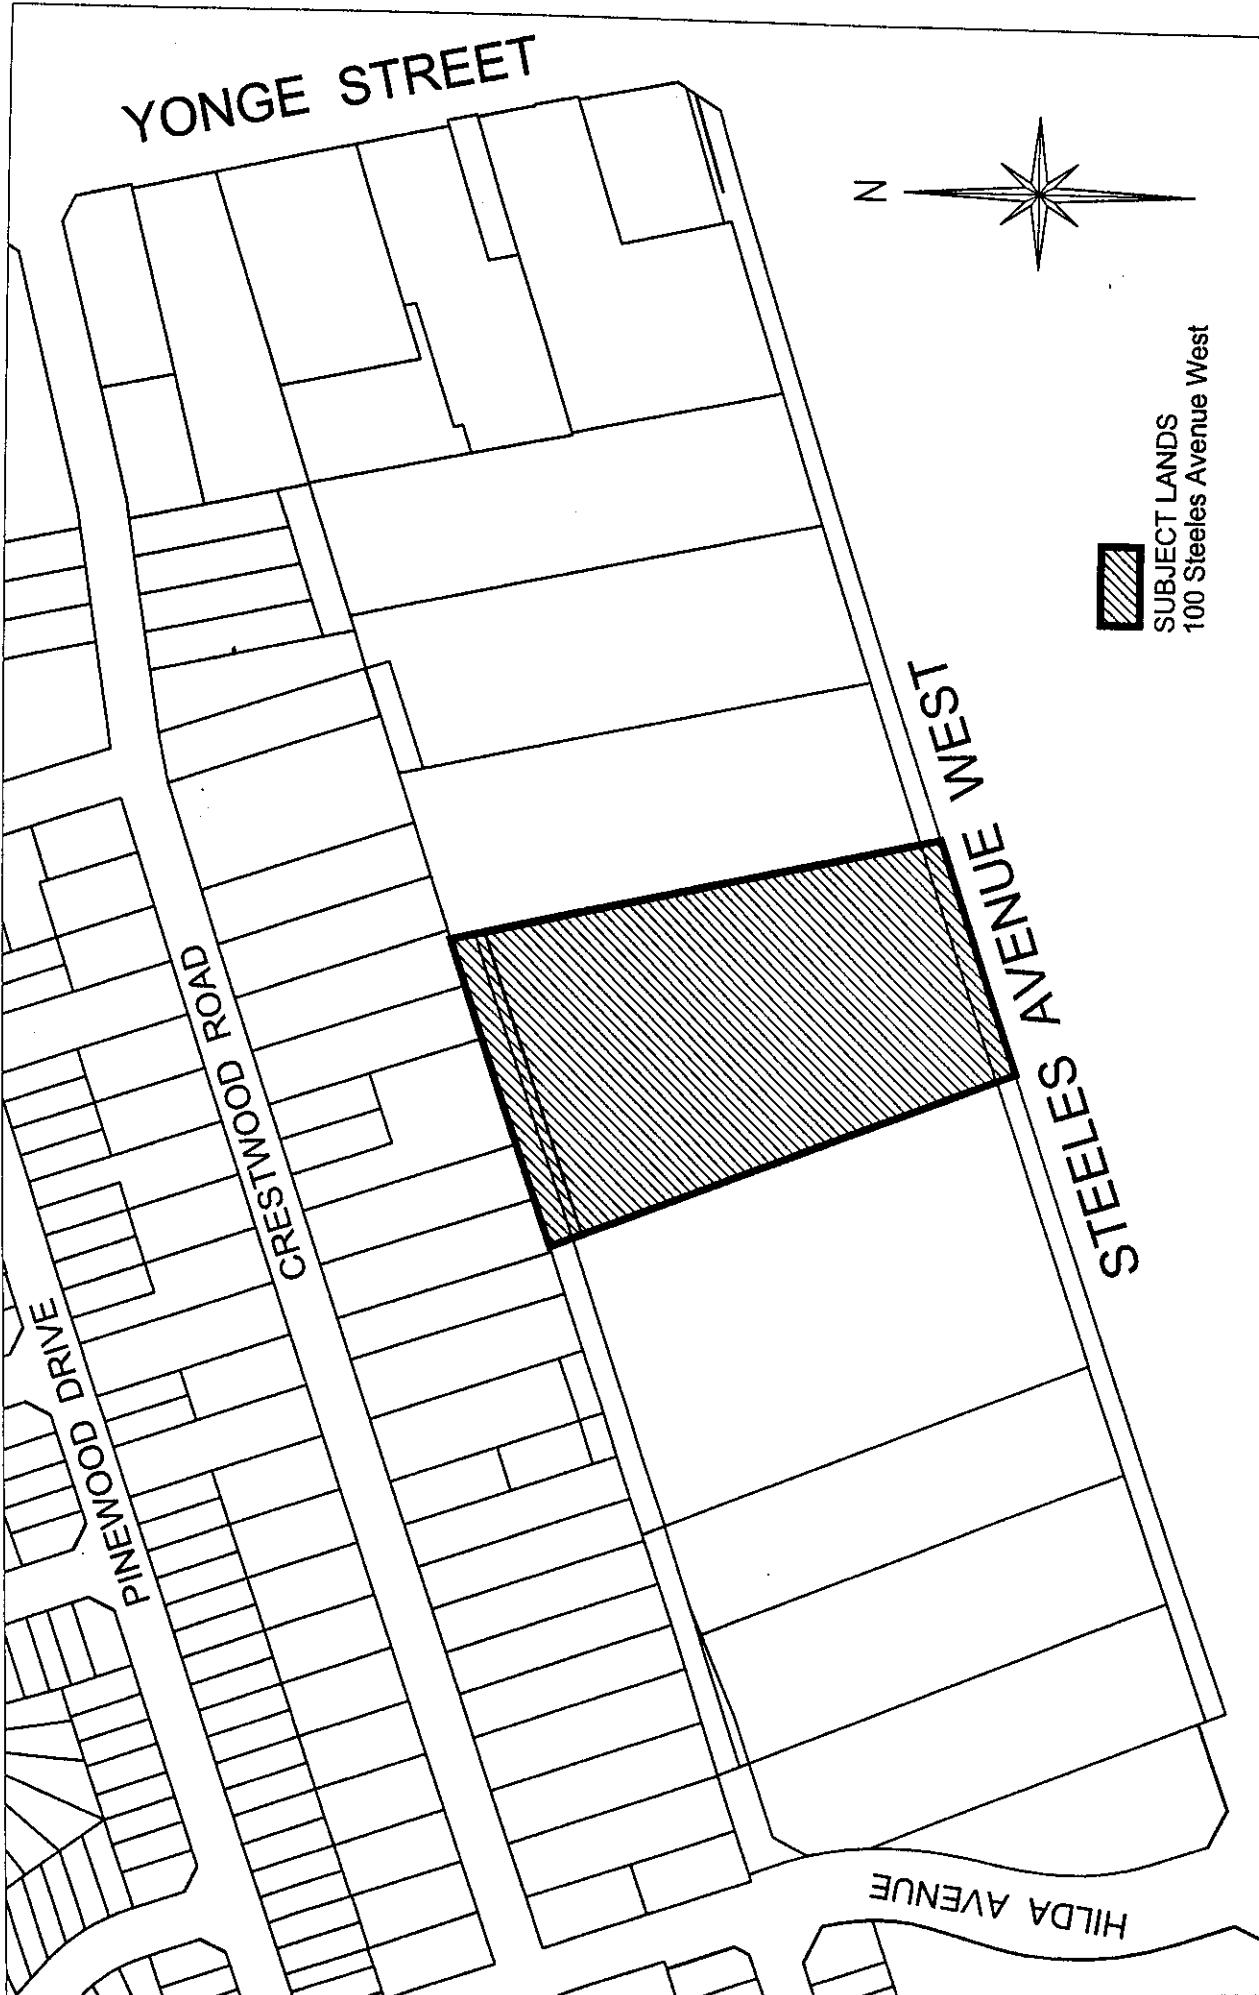 YONGE STREET
N
SUBJECT LANDS
100 Steeles Avenue West
STEELES AVENUE WEST
CRESTWOOD ROAD
PINEWOOD DRIVE
HILDA AVENUE